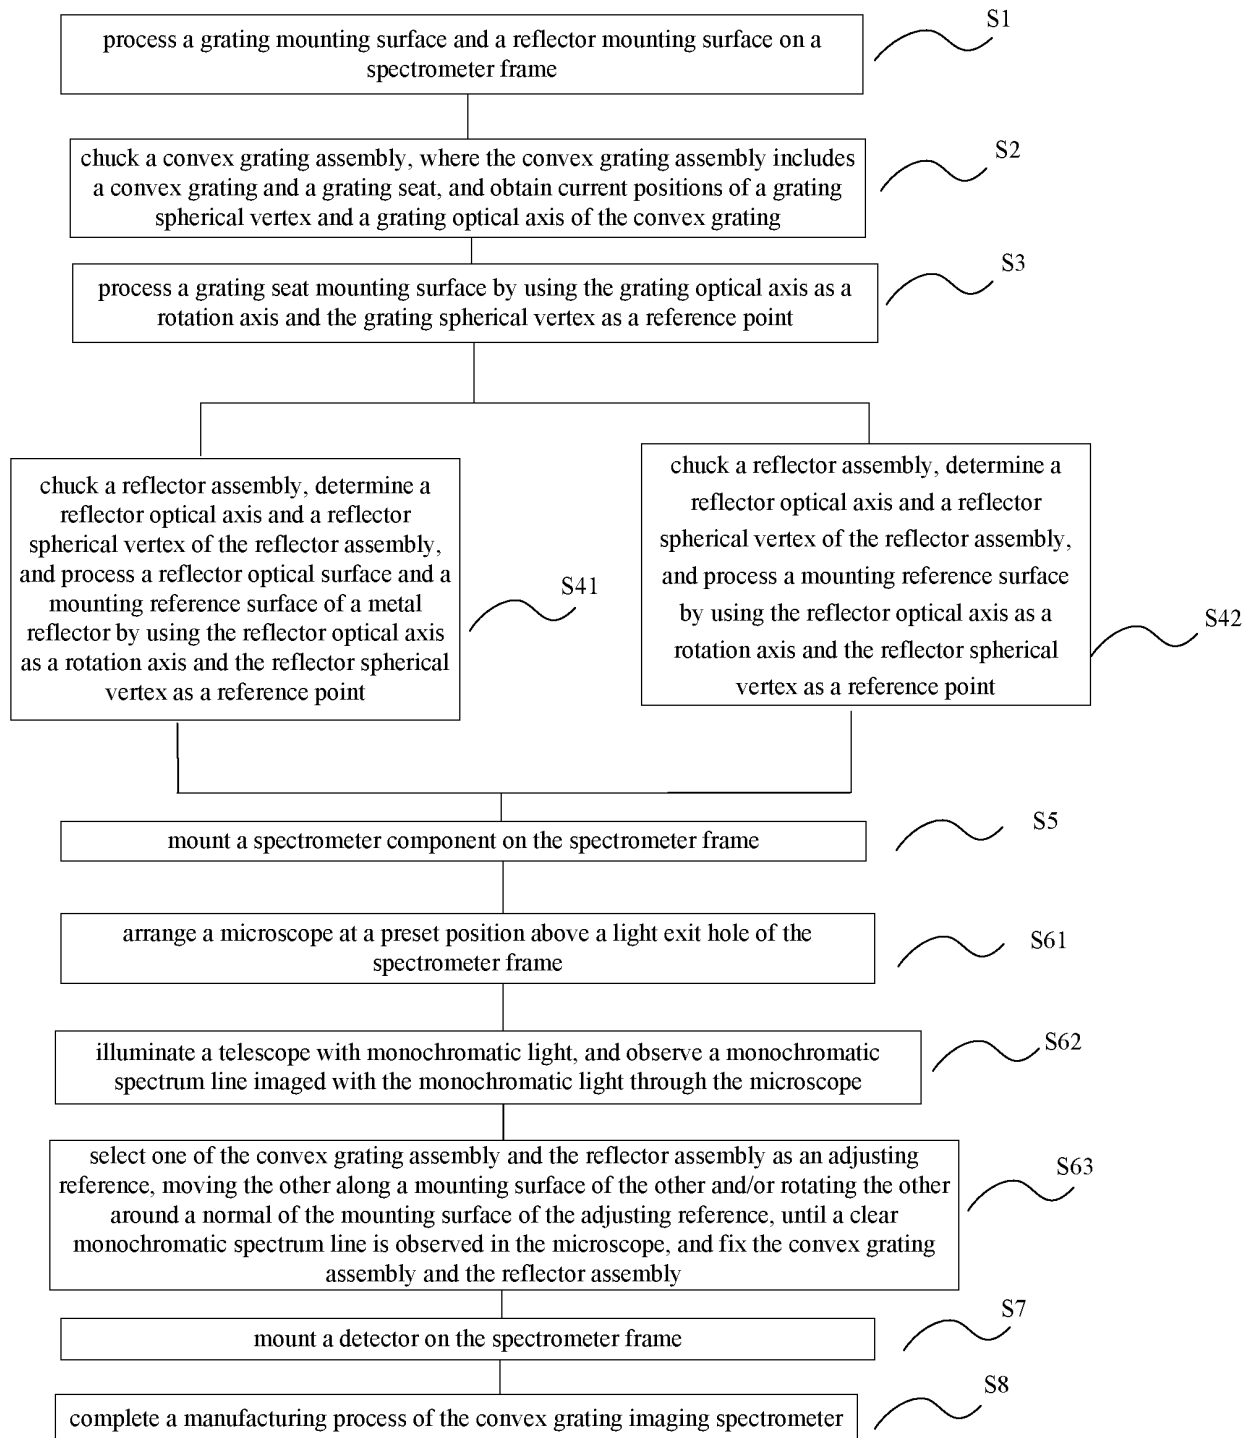 process a grating mounting surface and a reflector mounting surface on a
spectrometer frame
S1
chuck a convex grating assembly, where the convex grating assembly includes
a convex grating and a grating seat, and obtain current positions of a grating
spherical vertex and a grating optical axis of the convex grating
S2
process a grating seat mounting surface by using the grating optical axis as a
rotation axis and the grating spherical vertex as a reference point
S3
chuck a reflector assembly, determine a
reflector optical axis and a reflector
spherical vertex of the reflector assembly,
and process a reflector optical surface and a
mounting reference surface of a metal
reflector by using the reflector optical axis
as a rotation axis and the reflector spherical
vertex as a reference point
S41
chuck a reflector assembly, determine a
reflector optical axis and a reflector
spherical vertex of the reflector assembly,
and process a mounting reference surface
by using the reflector optical axis as a
rotation axis and the reflector spherical
vertex as a reference point
S42
mount a spectrometer component on the spectrometer frame
S5
arrange a microscope at a preset position above a light exit hole of the
spectrometer frame
S61
illuminate a telescope with monochromatic light, and observe a monochromatic
spectrum line imaged with the monochromatic light through the microscope
S62
select one of the convex grating assembly and the reflector assembly as an adjusting
reference, moving the other along a mounting surface of the other and/or rotating the other
around a normal of the mounting surface of the adjusting reference, until a clear
monochromatic spectrum line is observed in the microscope, and fix the convex grating
assembly and the reflector assembly
S63
mount a detector on the spectrometer frame
S7
complete a manufacturing process of the convex grating imaging spectrometer
S8